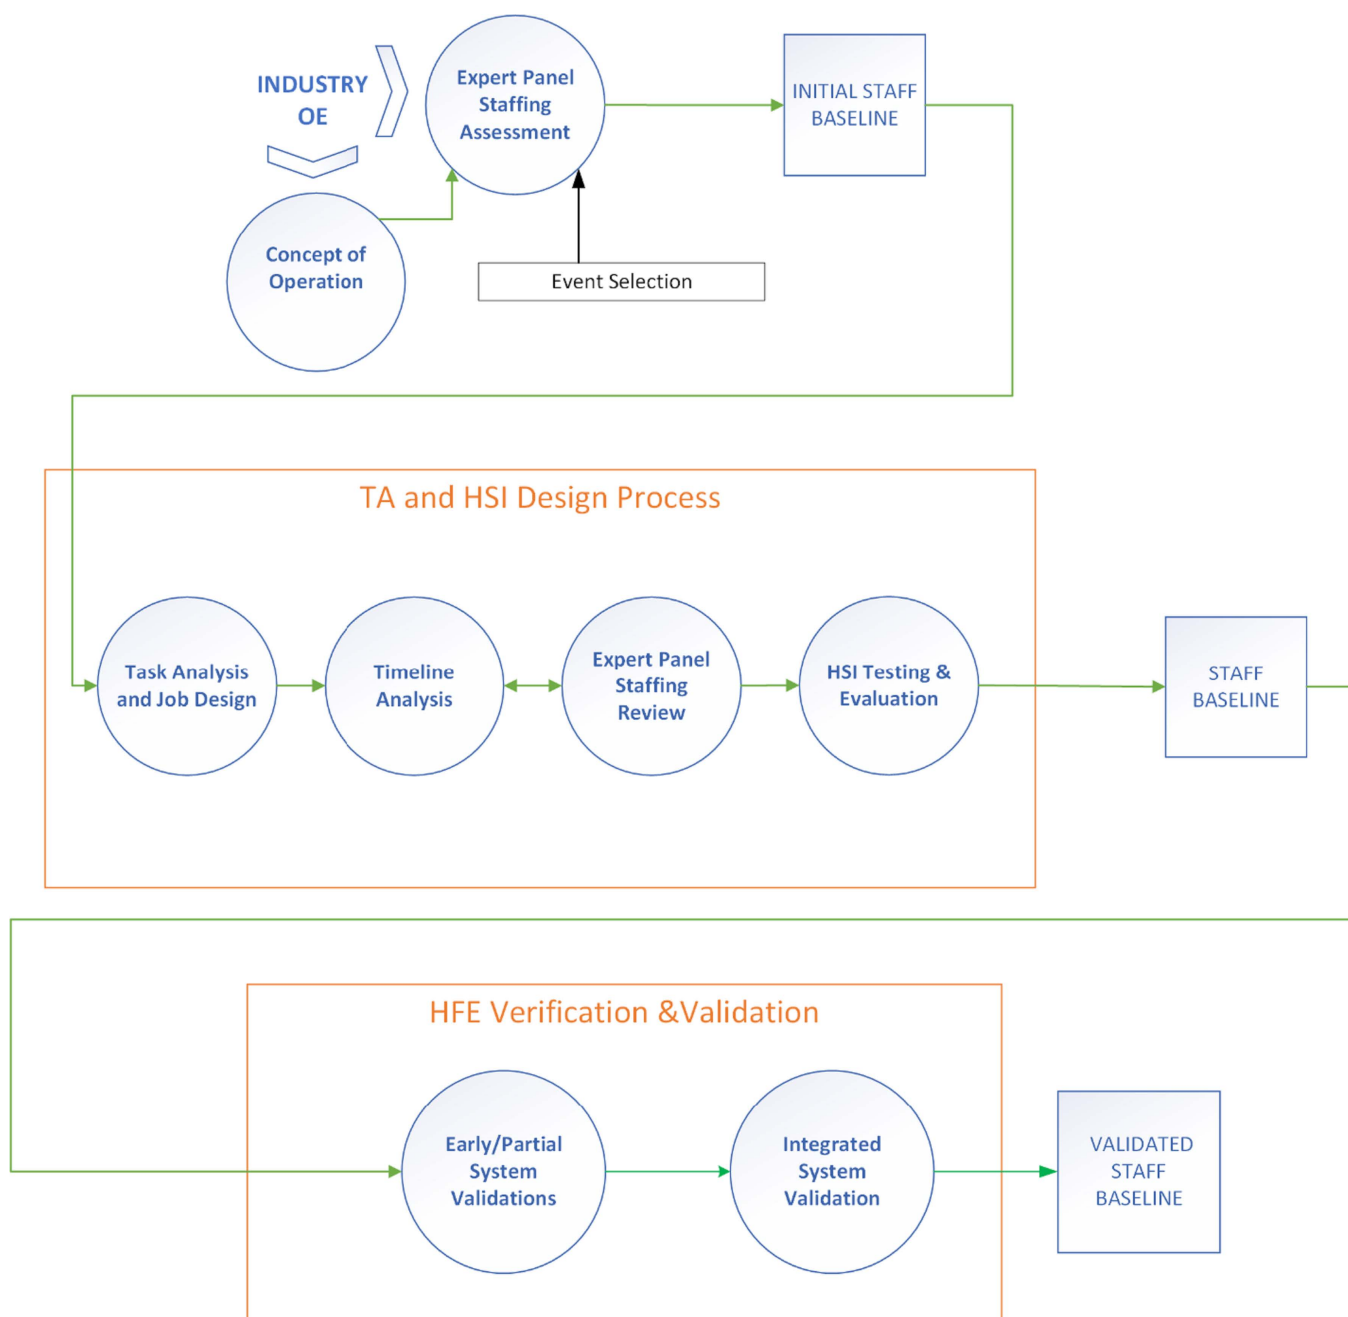 INDUSTRY
OE
Expert Panel
Staffing
Assessment
INITIAL STAFF
BASELINE
Concept of
Operation
Event Selection
TA and HSI Design Process
Task Analysis
and Job Design
Timeline
Analysis
Expert Panel
Staffing
Review
HSI Testing &
Evaluation
STAFF
BASELINE
HFE Verification &Validation
Early/Partial
System
Validations
Integrated
System
Validation
VALIDATED
STAFF
BASELINE